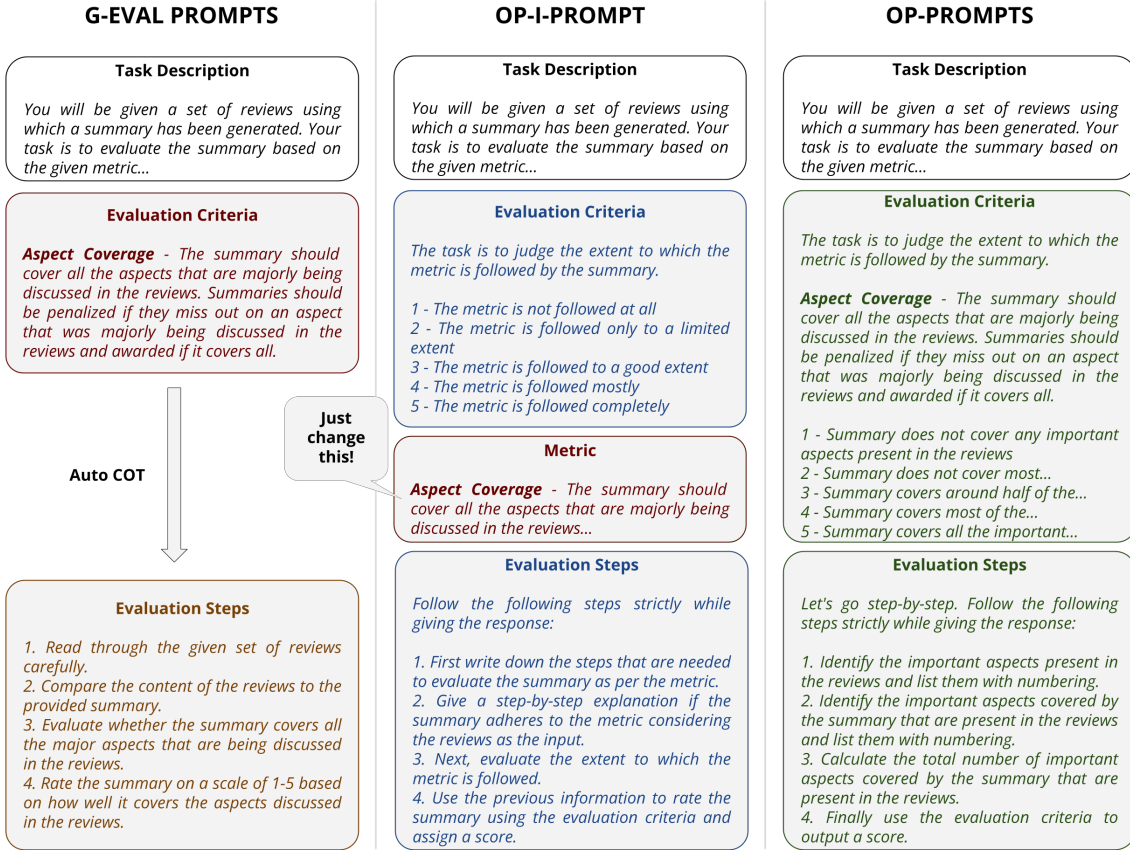 G-EVAL PROMPTS
Task Description
You will be given a set of reviews using
which a summary has been generated. Your
task is to evaluate the summary based on
the given metric...
Evaluation Criteria
Aspect Coverage - The summary should
cover all the aspects that are majorly being
discussed in the reviews. Summaries should
be penalized if they miss out on an aspect
that was majorly being discussed in the
reviews and awarded if it covers all.
Auto COT
Evaluation Steps
1. Read through the given set of reviews
carefully.
2. Compare the content of the reviews to the
provided summary.
3. Evaluate whether the summary covers all
the major aspects that are being discussed
in the reviews.
4. Rate the summary on a scale of 1-5 based
on how well it covers the aspects discussed
in the reviews.
OP-I-PROMPT
Task Description
You will be given a set of reviews using
which a summary has been generated. Your
task is to evaluate the summary based on
the given metric...
Evaluation Criteria
The task is to judge the extent to which the
metric is followed by the summary.
1 - The metric is not followed at all
2 - The metric is followed only to a limited
extent
3 - The metric is followed to a good extent
4 - The metric is followed mostly
5 - The metric is followed completely
Just
change
this!
Metric
Aspect Coverage - The summary should
cover all the aspects that are majorly being
discussed in the reviews...
Evaluation Steps
Follow the following steps strictly while
giving the response:
1. First write down the steps that are needed
to evaluate the summary as per the metric.
2. Give a step-by-step explanation if the
summary adheres to the metric considering
the reviews as the input.
3. Next, evaluate the extent to which the
metric is followed.
4. Use the previous information to rate the
summary using the evaluation criteria and
assign a score.
OP-PROMPTS
Task Description
You will be given a set of reviews using
which a summary has been generated. Your
task is to evaluate the summary based on
the given metric...
Evaluation Criteria
The task is to judge the extent to which the
metric is followed by the summary.
Aspect Coverage - The summary should
cover all the aspects that are majorly being
discussed in the reviews. Summaries should
be penalized if they miss out on an aspect
that was majorly being discussed in the
reviews and awarded if it covers all.
1 - Summary does not cover any important
aspects present in the reviews
2 - Summary does not cover most...
3 - Summary covers around half of the...
4 - Summary covers most of the...
5 - Summary covers all the important...
Evaluation Steps
Let's go step-by-step. Follow the following
steps strictly while giving the response:
1. Identify the important aspects present in
the reviews and list them with numbering.
2. Identify the important aspects covered by
the summary that are present in the reviews
and list them with numbering.
3. Calculate the total number of important
aspects covered by the summary that are
present in the reviews.
4. Finally use the evaluation criteria to
output a score.